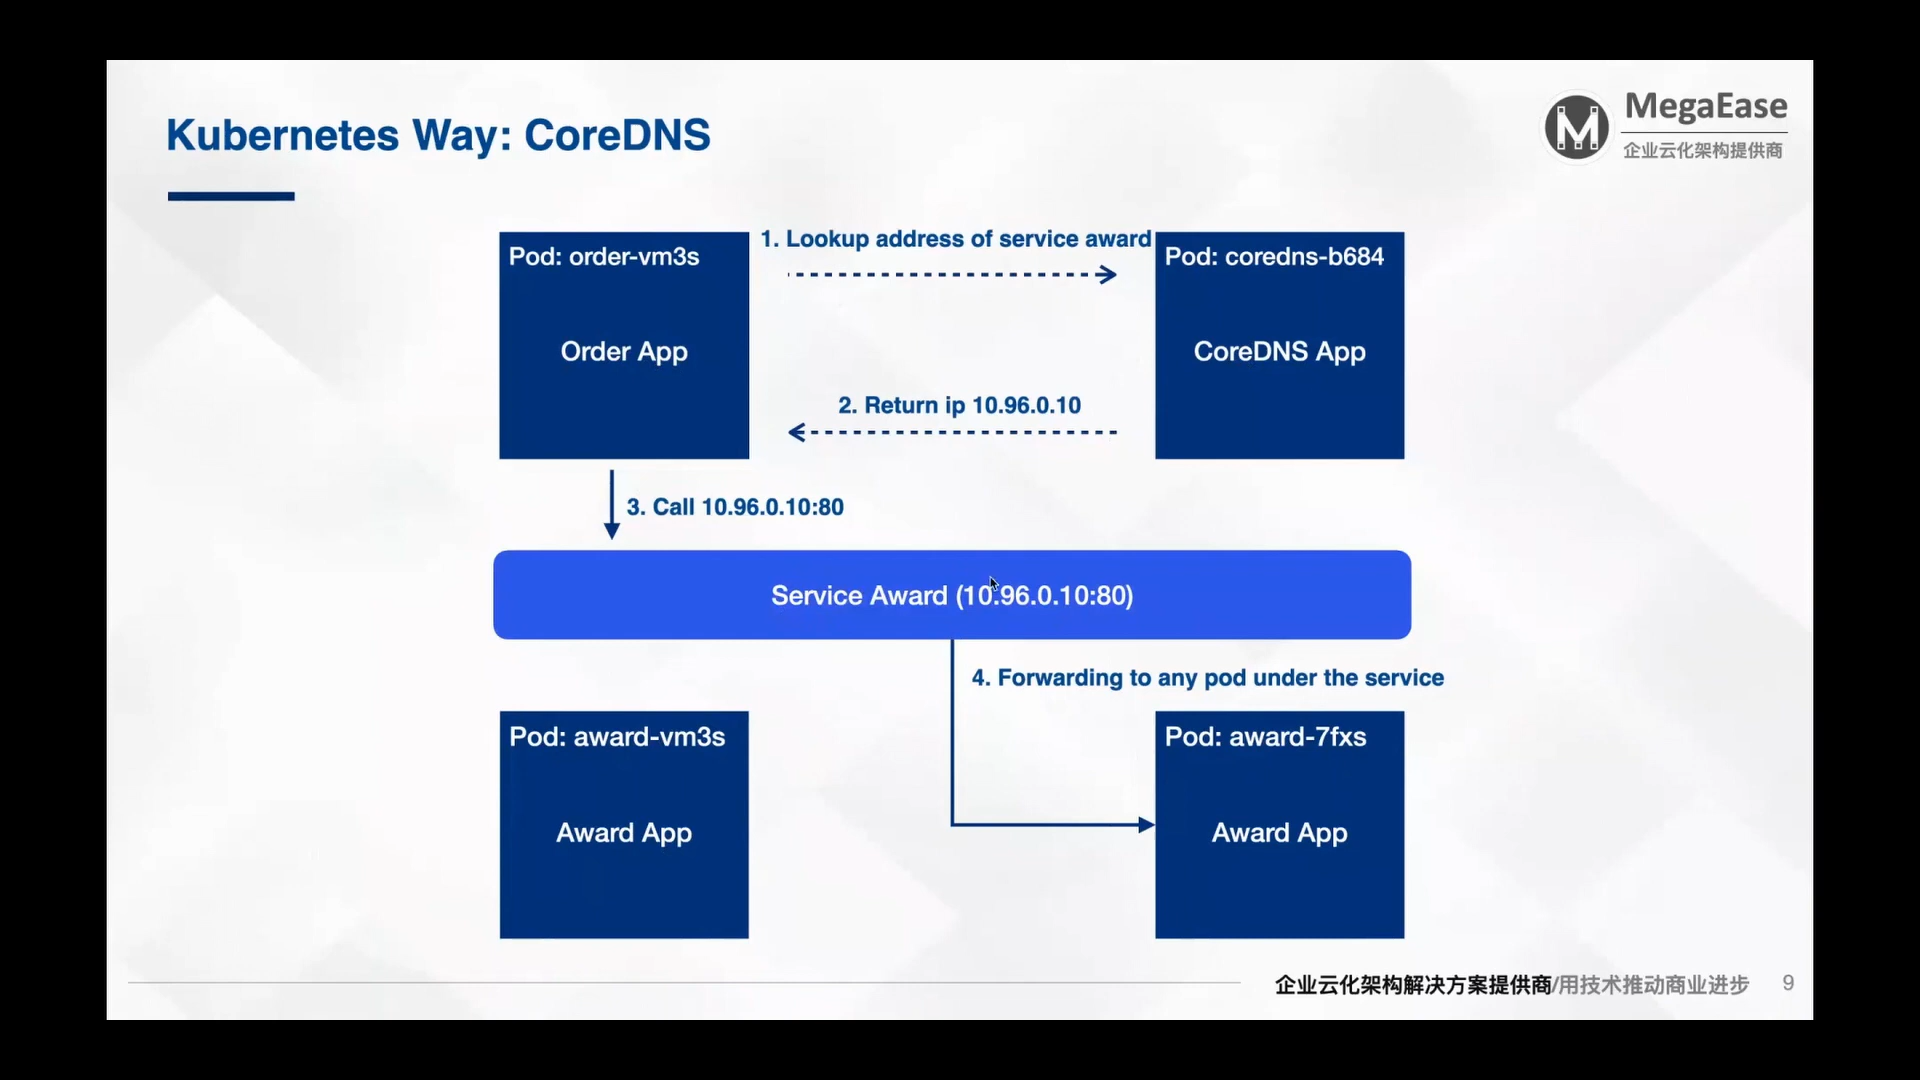 Kubernetes Way: CoreDNS
MegaEase
企业云化架构提供商
Pod: order-vm3s
Order App
1. Lookup address of service award
Pod: coredns-b684
CoreDNS App
2. Return ip 10.96.0.10
3. Call 10.96.0.10:80
Service Award (10.96.0.10:80)
4. Forwarding to any pod under the service
Pod: award-vm3s
Award App
Pod: award-7fxs
Award App
企业云化架构解决方案提供商/用技术推动商业进步
9